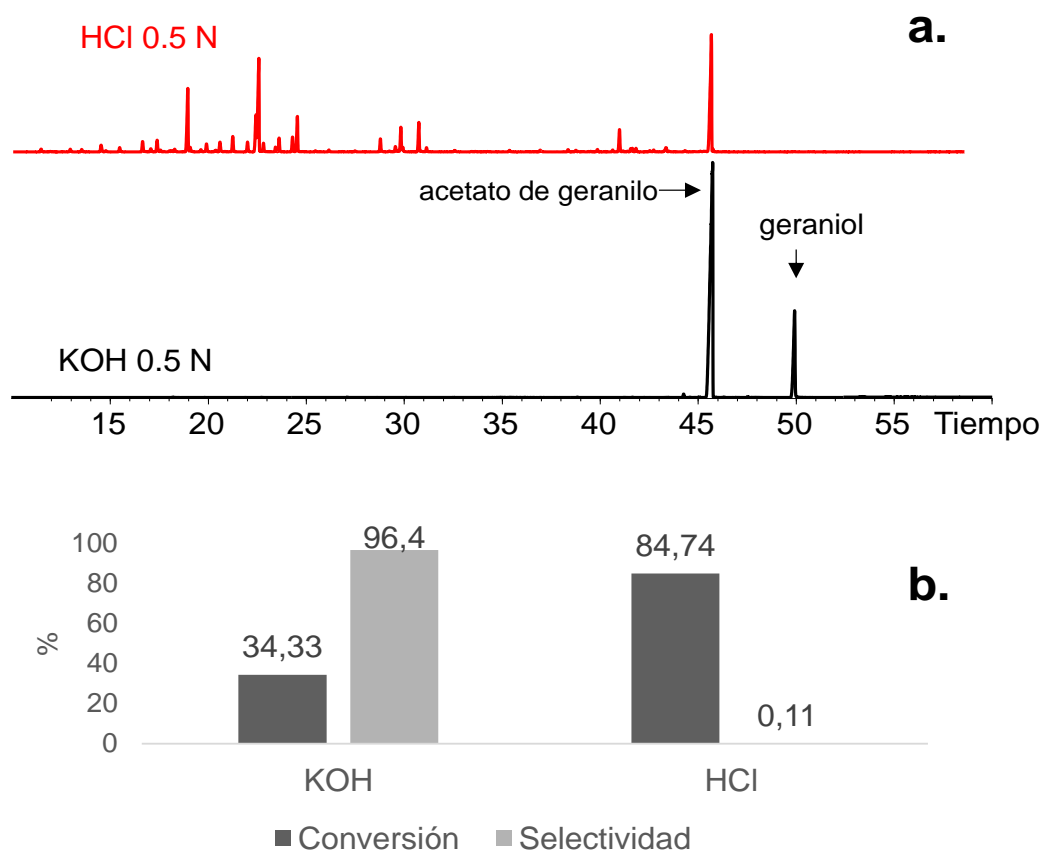 HCl 0.5 N
a.
acetato de geranilo
geraniol
KOH 0.5 N
15 20 25 30 35 40 45 50 55 Tiempo
100
80
60
40
20
0
%
34,33
96,4
84,74
0,11
b.
KOH HCl
Conversión Selectividad